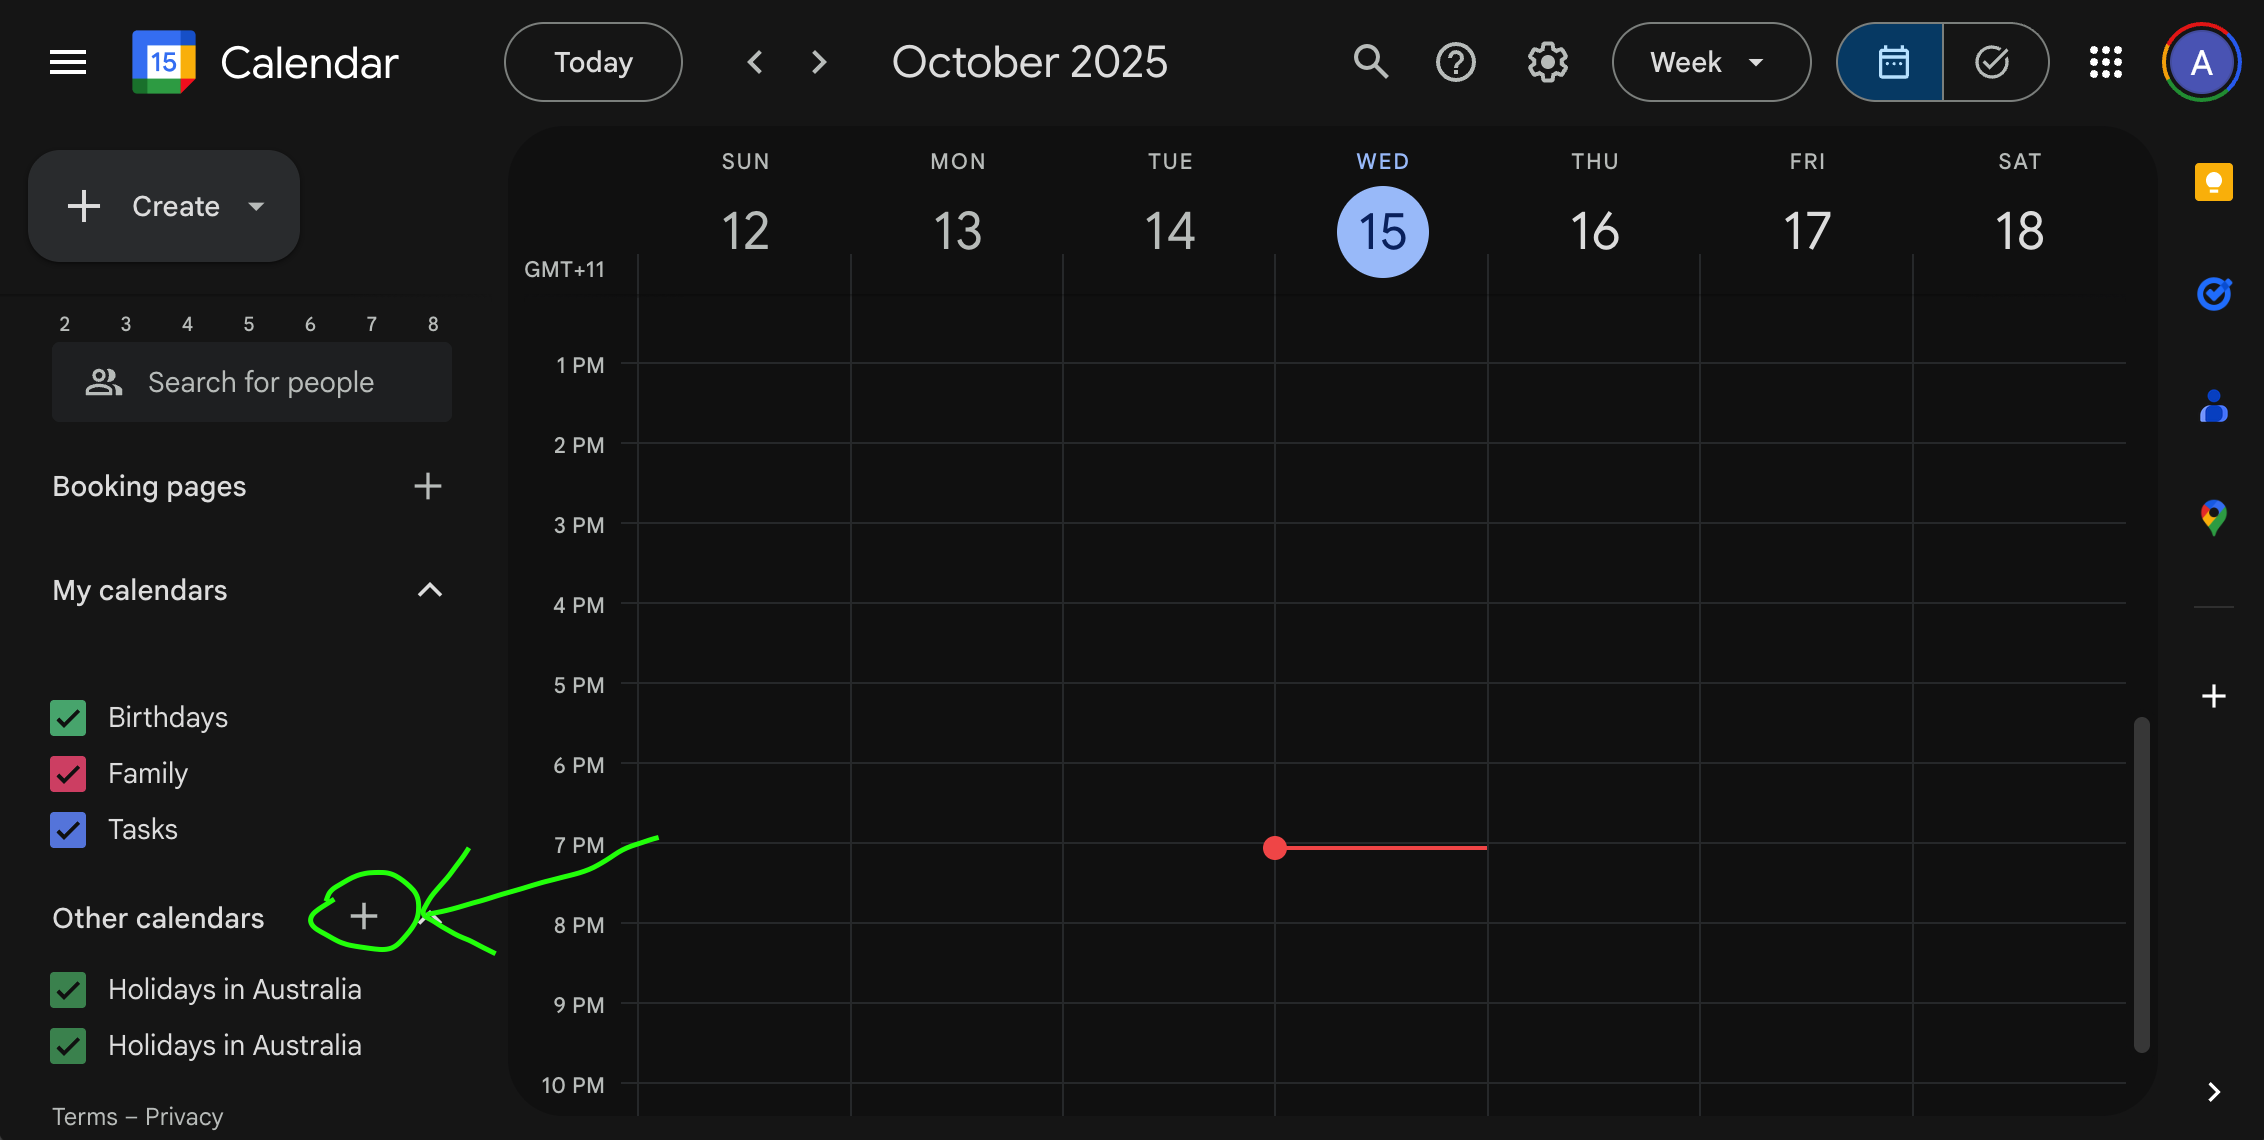 15 Calendar Today October 2025 Week A
Create
SUN MON TUE WED THU FRI SAT
12 13 14 15 16 17 18
GMT+11
2 3 4 5 6 7 8
Search for people
Booking pages
My calendars
Birthdays
Family
Tasks
Other calendars
Holidays in Australia
Holidays in Australia
Terms – Privacy
1 PM
2 PM
3 PM
4 PM
5 PM
6 PM
7 PM
8 PM
9 PM
10 PM